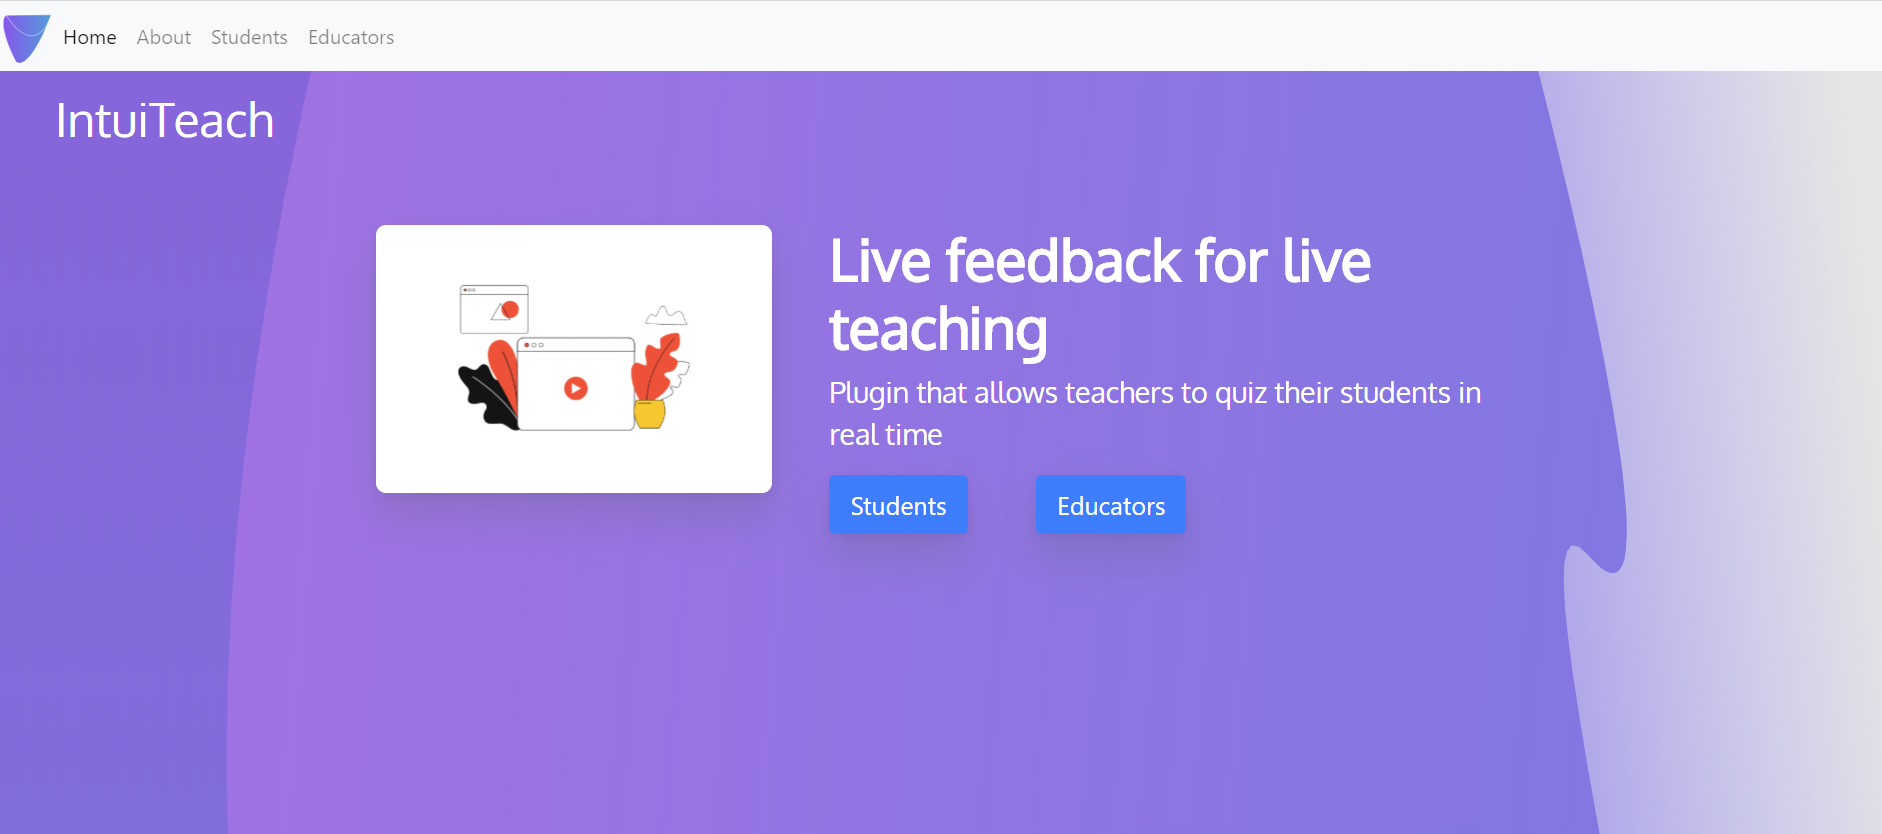 Home About Students Educators
IntuiTeach
Live feedback for live
teaching
Plugin that allows teachers to quiz their students in
real time
Students Educators